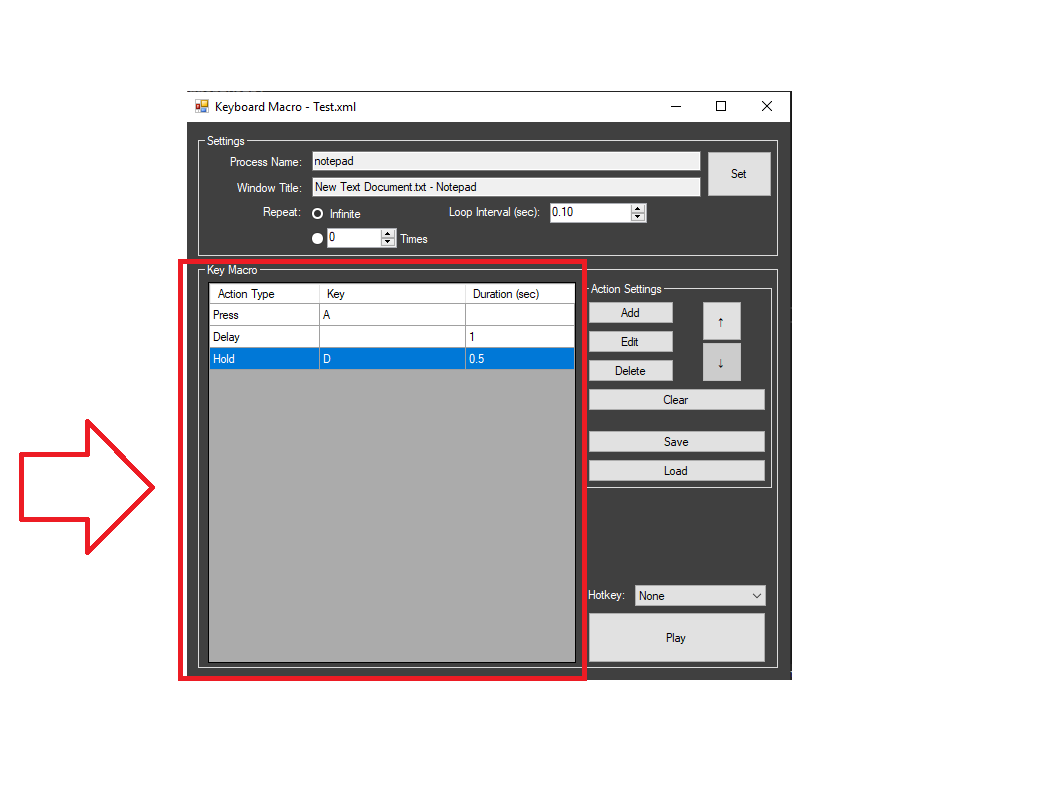 Keyboard Macro - Test.xml
Settings
Process Name: notepad
Set
Window Title: New Text Document.txt - Notepad
Repeat: Infinite Loop Interval (sec): 0.10
0 Times
Key Macro
Action Type Key Duration (sec)
Press A
Delay 1
Hold D 0.5
Action Settings
Add ↑
Edit
Delete ↓
Clear
Save
Load
Hotkey: None
Play